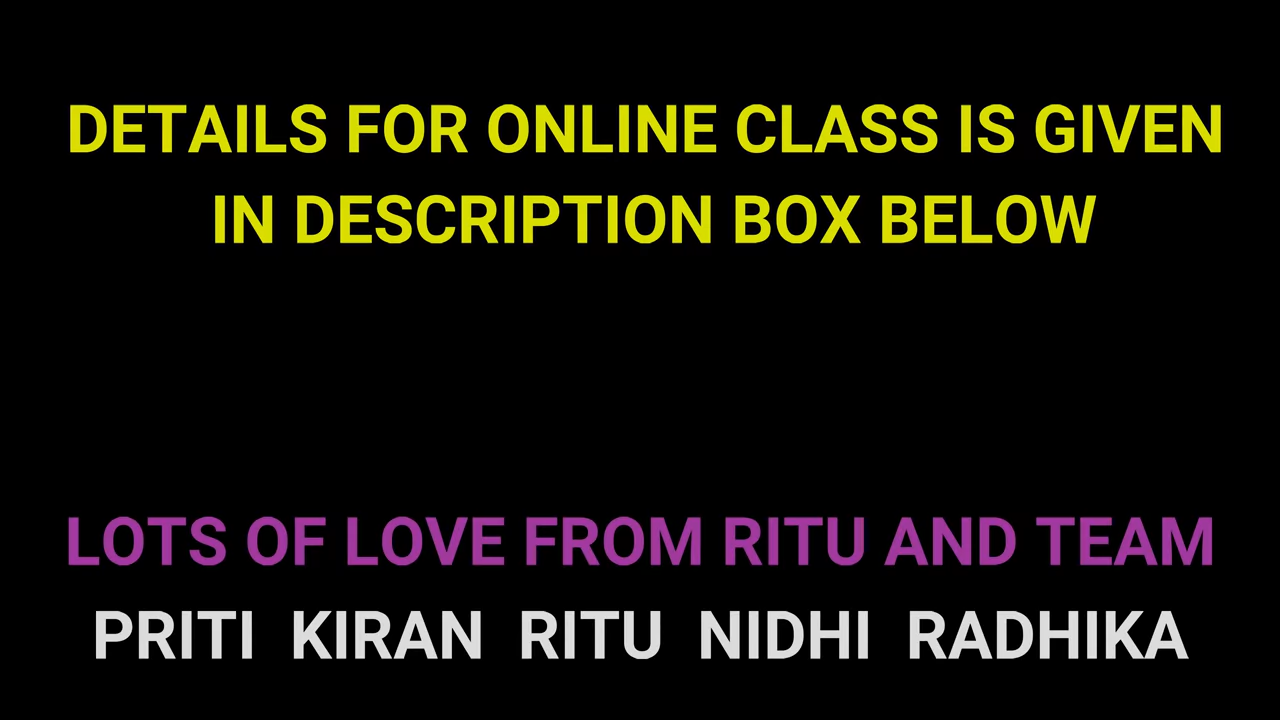 DETAILS FOR ONLINE CLASS IS GIVEN
IN DESCRIPTION BOX BELOW
LOTS OF LOVE FROM RITU AND TEAM
PRITI KIRAN RITU NIDHI RADHIKA